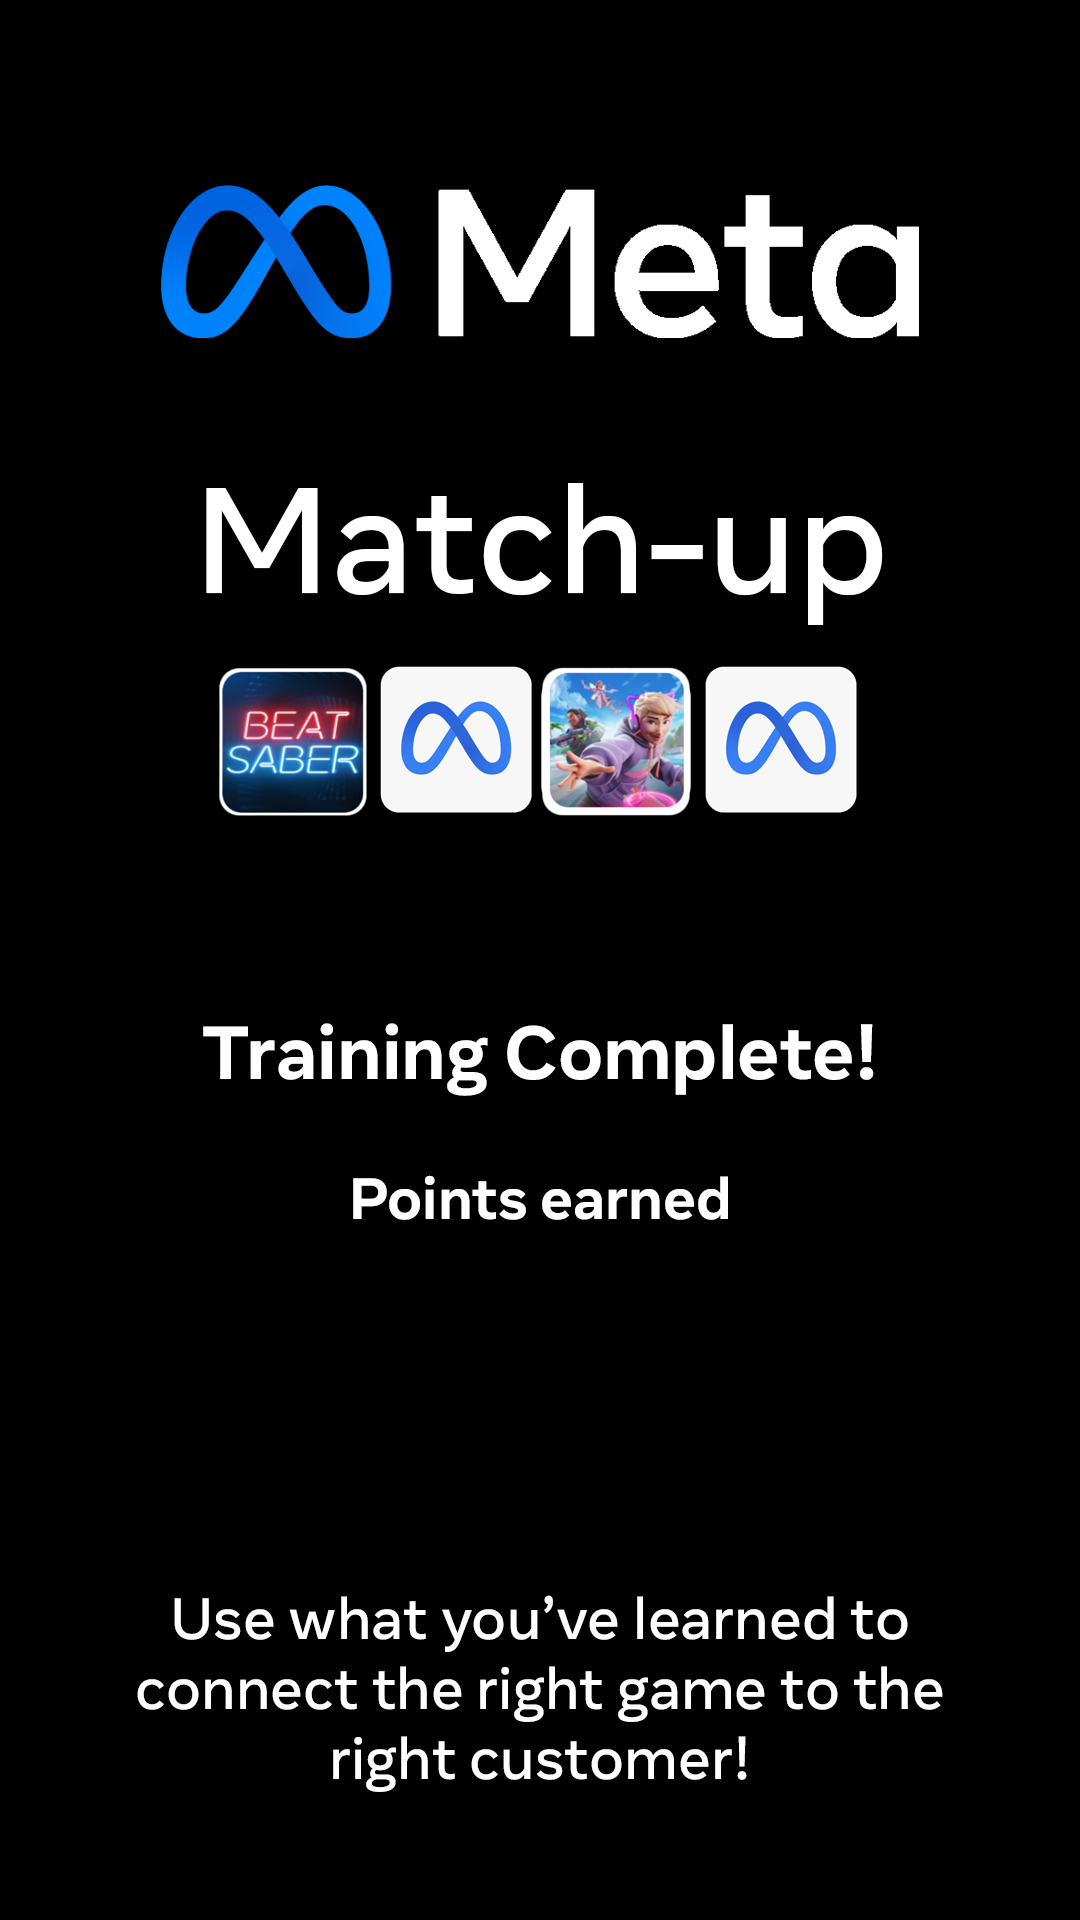 Meta
Match-up
BEAT
SABER
Training Complete!
Points earned
Use what you’ve learned to
connect the right game to the
right customer!